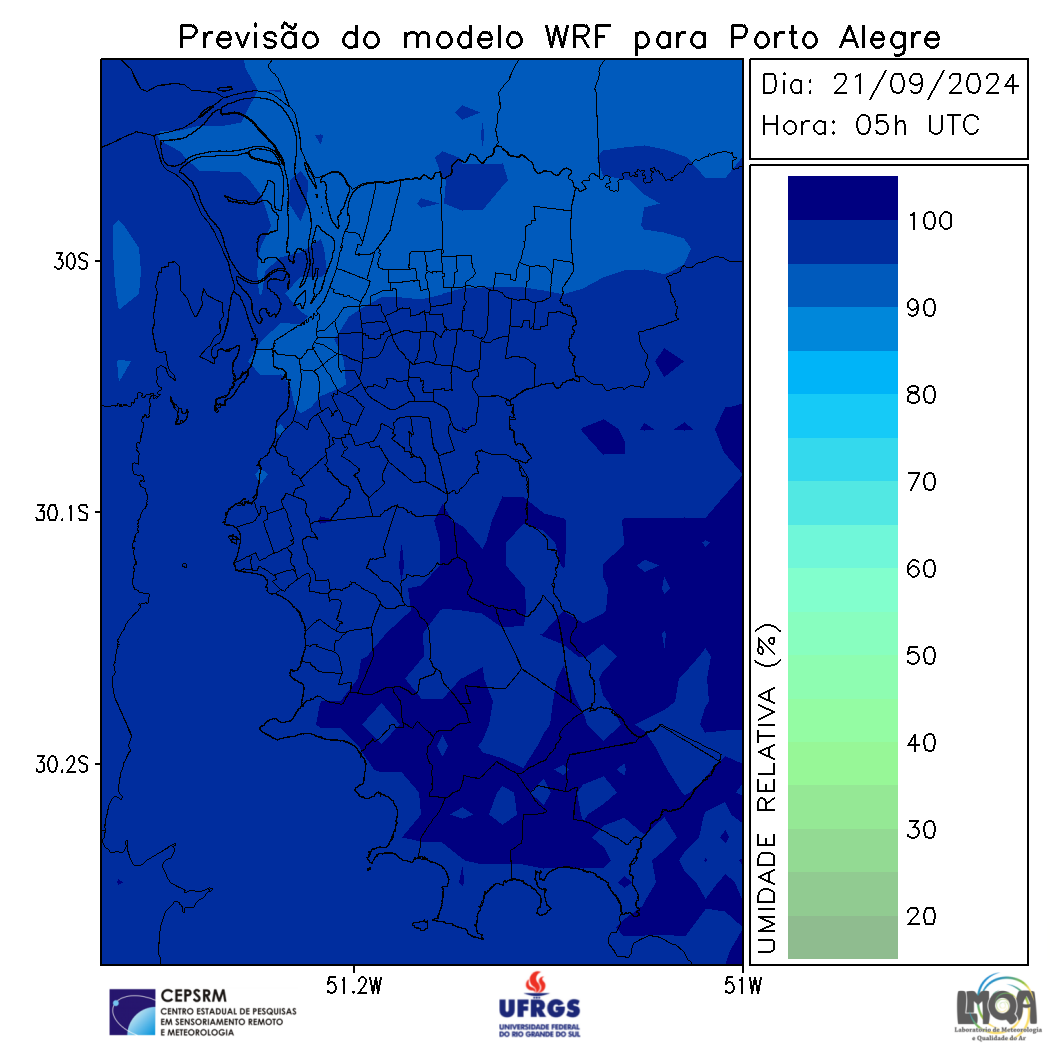 Previsão do modelo WRF para Porto Alegre
Dia: 21/09/2024
Hora: 05h UTC
30S
30.1S
30.2S
51.2W
51W
100
90
80
70
60
50
40
30
20
UMIDADE RELATIVA (%)
CEPSRM
CENTRO ESTADUAL DE PESQUISAS
EM SENSORIAMENTO REMOTO
E METEOROLOGIA
UFRGS
UNIVERSIDADE FEDERAL
DO RIO GRANDE DO SUL
LMQA
Laboratório de Meteorologia
e Qualidade do Ar